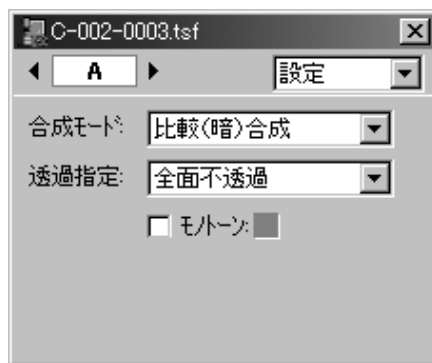 C-002-0003.tsf
A 設定
合成ﾓｰﾄﾞ: 比較(暗)合成
透過指定: 全面不透過
ﾓﾉﾄｰﾝ: